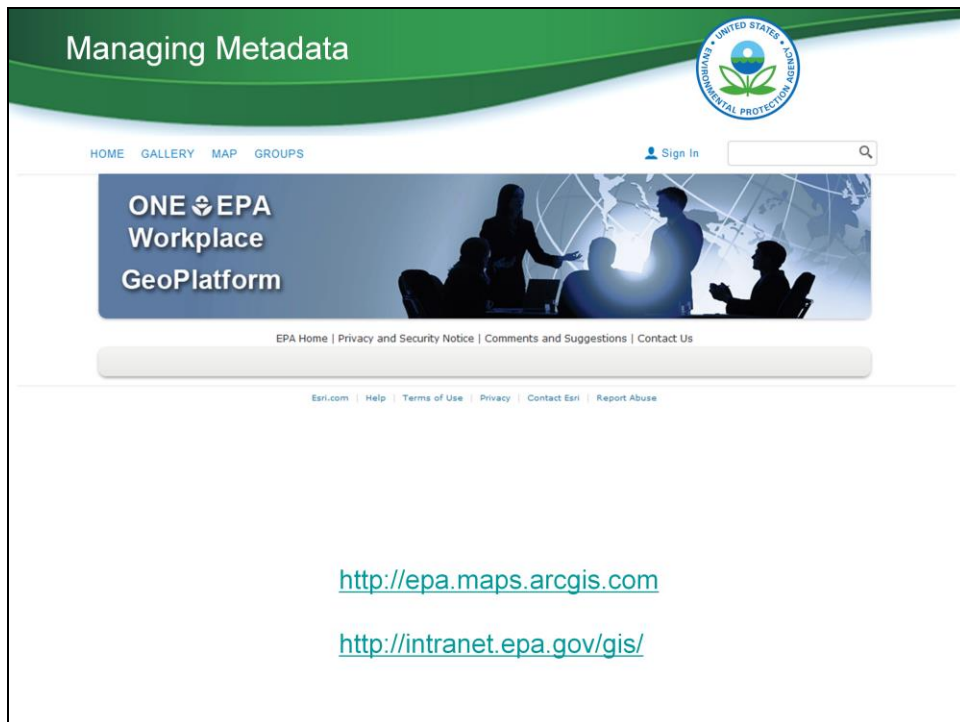 Managing Metadata
UNITED STATES
ENVIRONMENTAL PROTECTION AGENCY
HOME GALLERY MAP GROUPS Sign In
ONE EPA
Workplace
GeoPlatform
EPA Home | Privacy and Security Notice | Comments and Suggestions | Contact Us
Esri.com | Help | Terms of Use | Privacy | Contact Esri | Report Abuse
http://epa.maps.arcgis.com
http://intranet.epa.gov/gis/